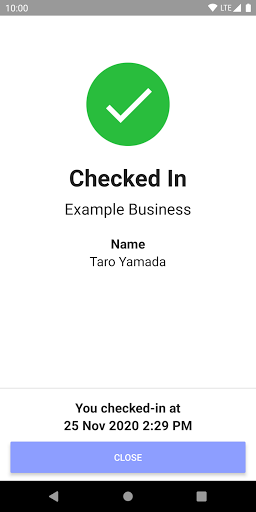 10:00
LTE
Checked In
Example Business
Name
Taro Yamada
You checked-in at
25 Nov 2020 2:29 PM
CLOSE